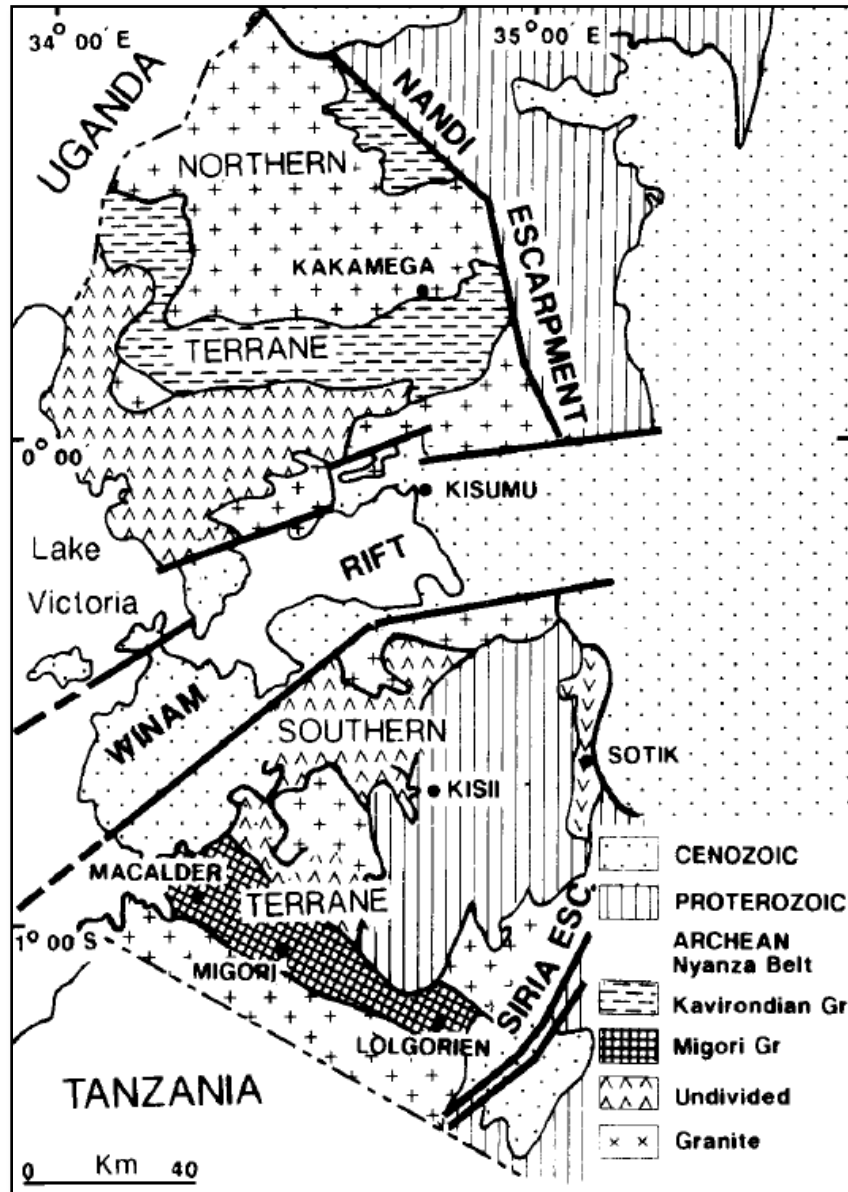 34° 00' E
35° 00' E
UGANDA
NANDI
NORTHERN
ESCARPMENT
KAKAMEGA
TERRANE
0° 00'
KISUMU
Lake
Victoria
RIFT
WINAM
SOUTHERN
SOTIK
KISII
MACALDER
TERRANE
1° 00 S
MIGORI
SIRIA ESC.
LOLGORIEN
TANZANIA
0 Km 40
CENOZOIC
PROTEROZOIC
ARCHEAN
Nyanza Belt
Kavirondian Gr
Migori Gr
Undivided
Granite